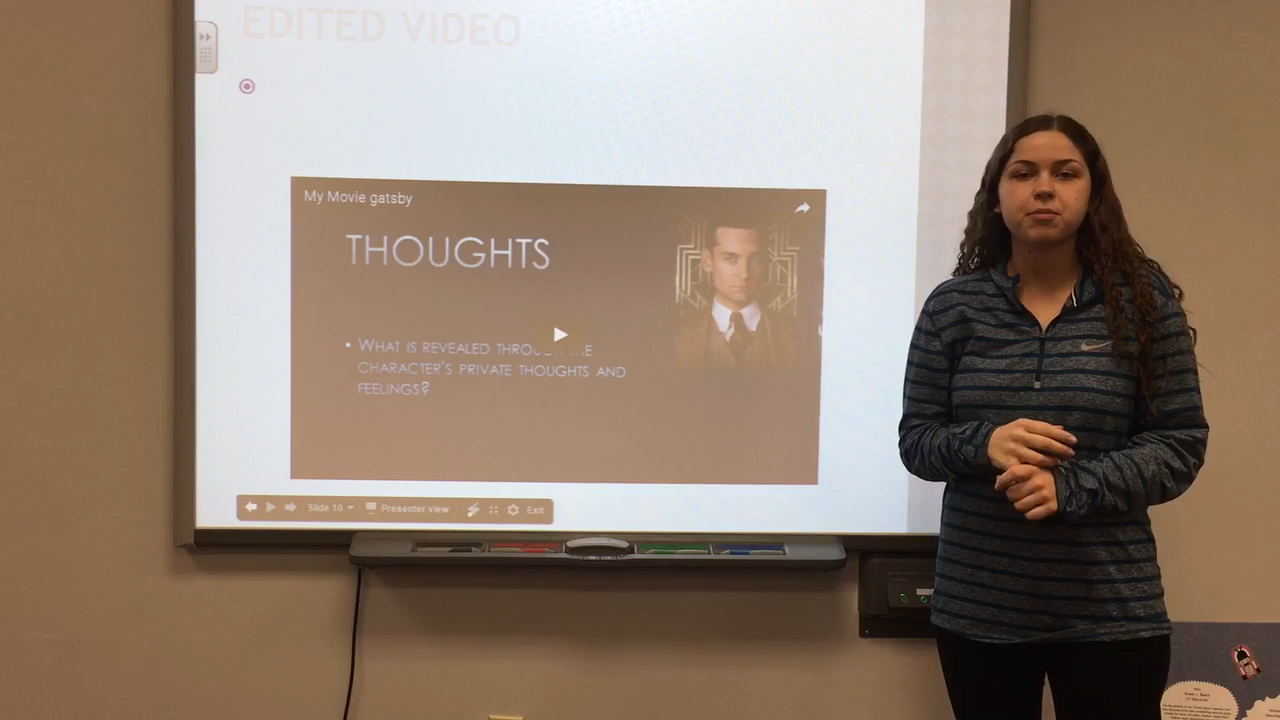 EDITED VIDEO
My Movie gatsby
THOUGHTS
• WHAT IS REVEALED THROUGH THE
CHARACTER'S PRIVATE THOUGHTS AND
FEELINGS?
Slide 10
Presenter view
Exit